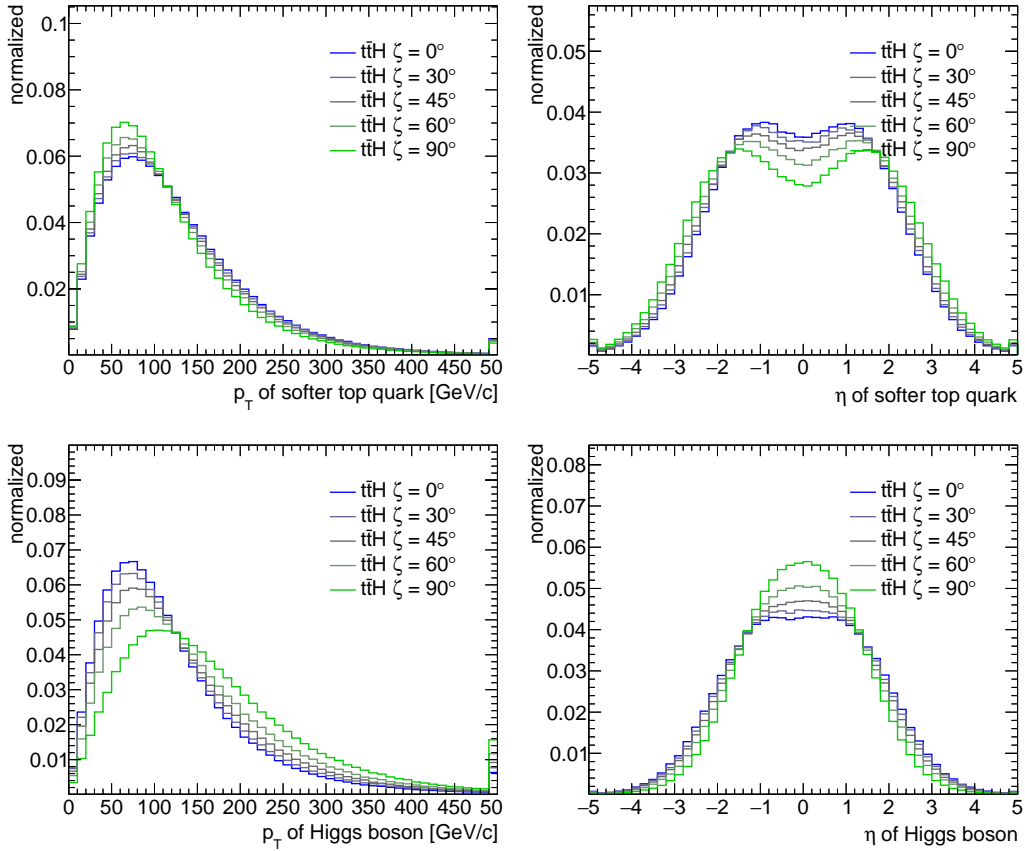 normalized
0.1
0.08
0.06
0.04
0.02
tt̄H ζ = 0°
tt̄H ζ = 30°
tt̄H ζ = 45°
tt̄H ζ = 60°
tt̄H ζ = 90°
0 50 100 150 200 250 300 350 400 450 500
p_T of softer top quark [GeV/c]
normalized
0.05
0.04
0.03
0.02
0.01
tt̄H ζ = 0°
tt̄H ζ = 30°
tt̄H ζ = 45°
tt̄H ζ = 60°
tt̄H ζ = 90°
−5 −4 −3 −2 −1 0 1 2 3 4 5
η of softer top quark
normalized
0.09
0.08
0.07
0.06
0.05
0.04
0.03
0.02
0.01
tt̄H ζ = 0°
tt̄H ζ = 30°
tt̄H ζ = 45°
tt̄H ζ = 60°
tt̄H ζ = 90°
0 50 100 150 200 250 300 350 400 450 500
p_T of Higgs boson [GeV/c]
normalized
0.08
0.07
0.06
0.05
0.04
0.03
0.02
0.01
tt̄H ζ = 0°
tt̄H ζ = 30°
tt̄H ζ = 45°
tt̄H ζ = 60°
tt̄H ζ = 90°
−5 −4 −3 −2 −1 0 1 2 3 4 5
η of Higgs boson